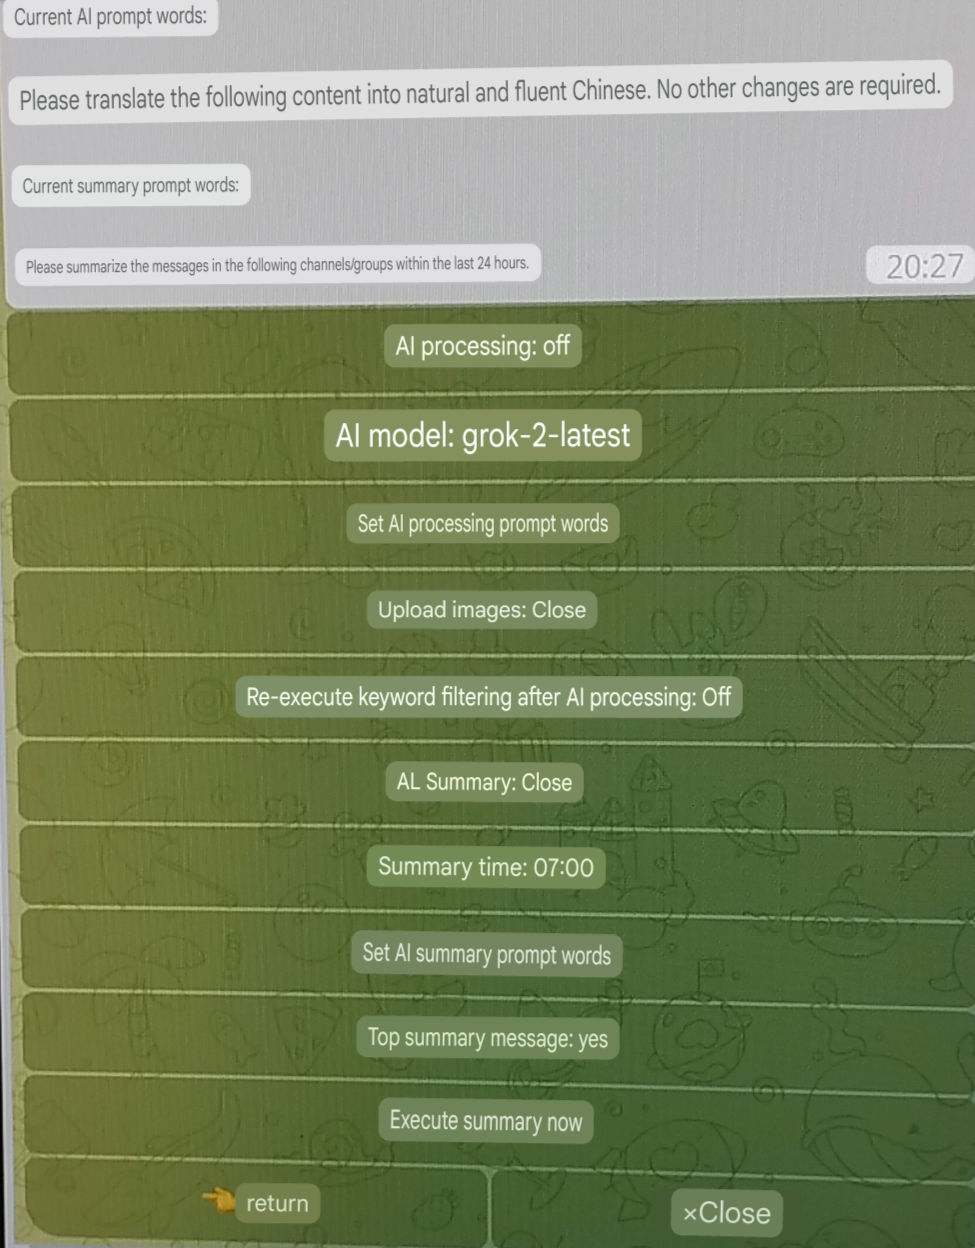 Current AI prompt words:
Please translate the following content into natural and fluent Chinese. No other changes are required.
Current summary prompt words:
Please summarize the messages in the following channels/groups within the last 24 hours.
20:27
AI processing: off
AI model: grok-2-latest
Set AI processing prompt words
Upload images: Close
Re-execute keyword filtering after AI processing: Off
AL Summary: Close
Summary time: 07:00
Set AI summary prompt words
Top summary message: yes
Execute summary now
return
×Close